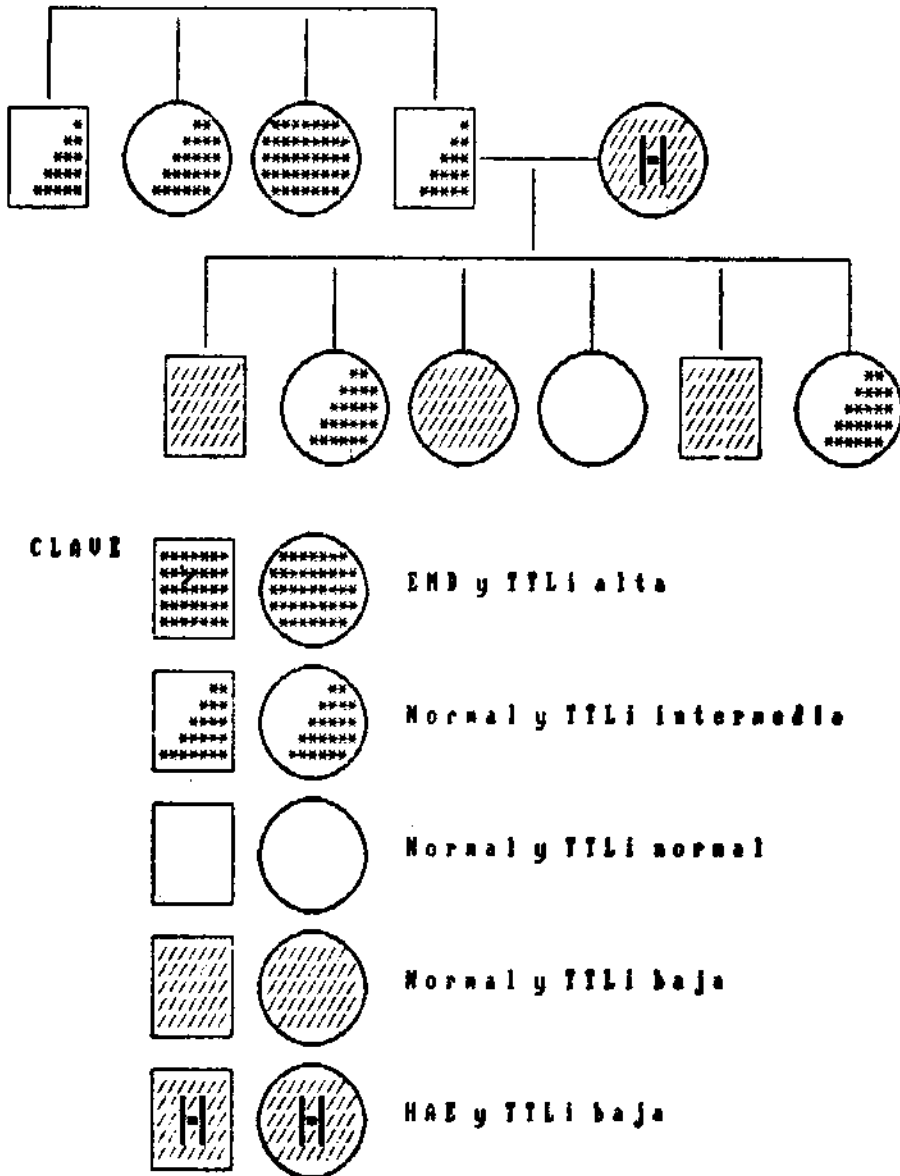 H
CLAVE
EMD y TTLi alta
Normal y TTLi intermedia
Normal y TTLi normal
Normal y TTLi baja
H H HAE y TTLi baja